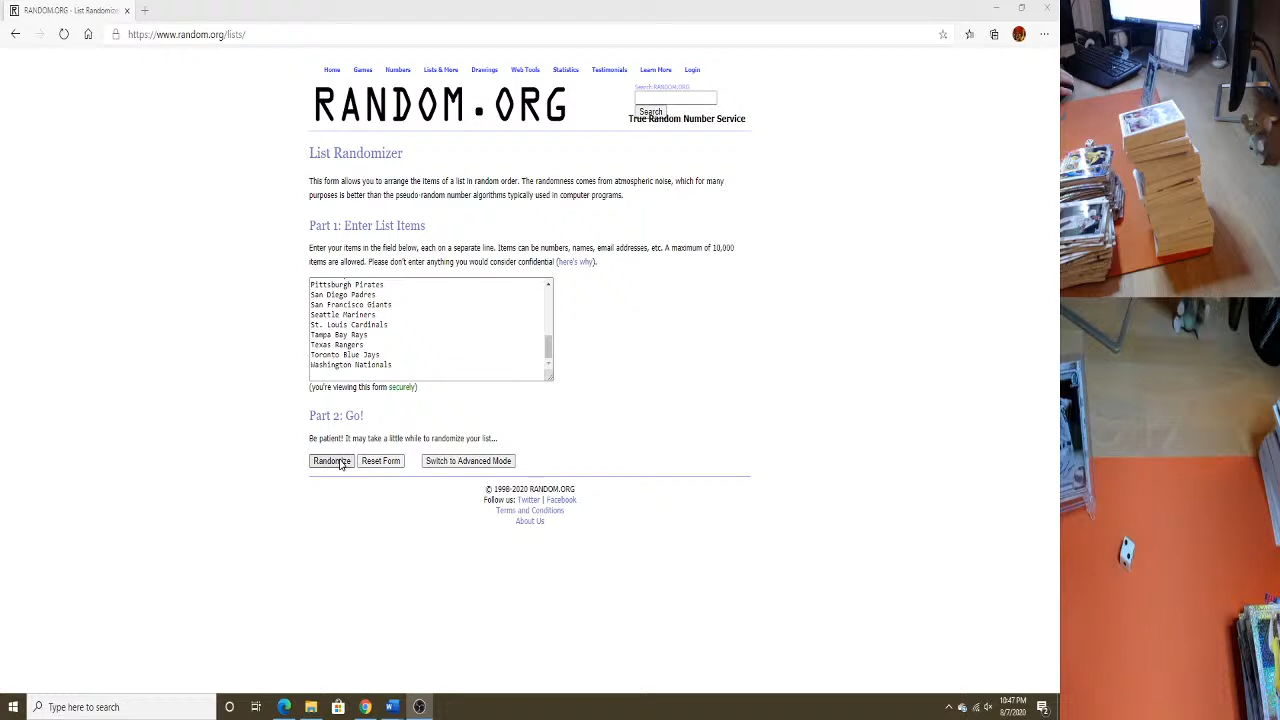 RANDOM.ORG - List Randomizer
https://www.random.org/lists/
Home Games Numbers Lists & More Drawings Web Tools Statistics Testimonials Learn More Login
RANDOM.ORG
Search RANDOM.ORG
Search
True Random Number Service
List Randomizer
This form allows you to arrange the items of a list in random order. The randomness comes from atmospheric noise, which for many
purposes is better than the pseudo-random number algorithms typically used in computer programs.
Part 1: Enter List Items
Enter your items in the field below, each on a separate line. Items can be numbers, names, email addresses, etc. A maximum of 10,000
items are allowed. Please don't enter anything you would consider confidential (here's why).
Pittsburgh Pirates
San Diego Padres
San Francisco Giants
Seattle Mariners
St. Louis Cardinals
Tampa Bay Rays
Texas Rangers
Toronto Blue Jays
Washington Nationals
(you're viewing this form securely)
Part 2: Go!
Be patient! It may take a little while to randomize your list...
Randomize Reset Form Switch to Advanced Mode
© 1998-2020 RANDOM.ORG
Follow us: Twitter | Facebook
Terms and Conditions
About Us
Type here to search
10:47 PM
8/7/2020